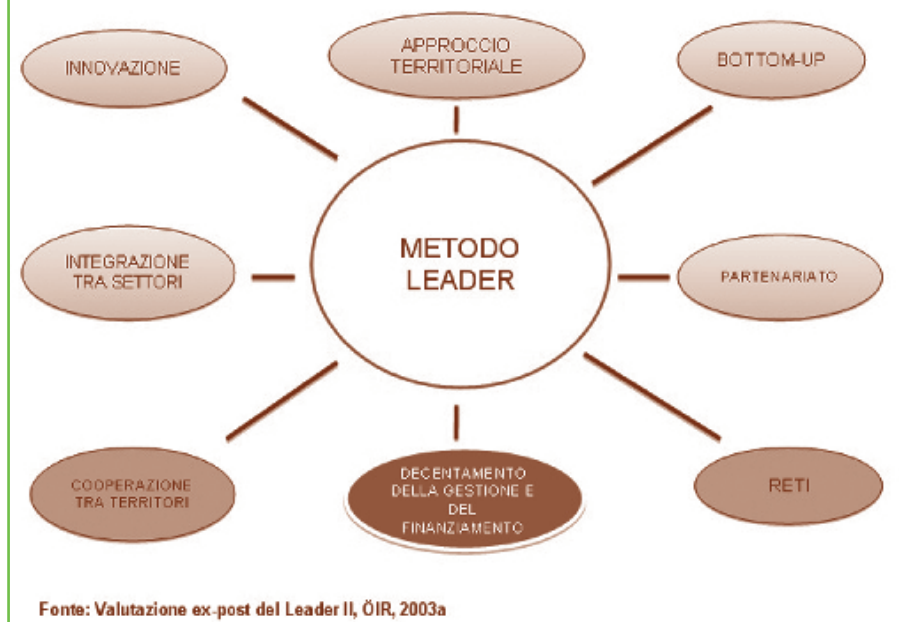 INNOVAZIONE
APPROCCIO
TERRITORIALE
BOTTOM-UP
INTEGRAZIONE
TRA SETTORI
METODO
LEADER
PARTENARIATO
COOPERAZIONE
TRA TERRITORI
DECENTAMENTO
DELLA GESTIONE E
DEL
FINANZIAMENTO
RETI
Fonte: Valutazione ex-post del Leader II, ÖIR, 2003a